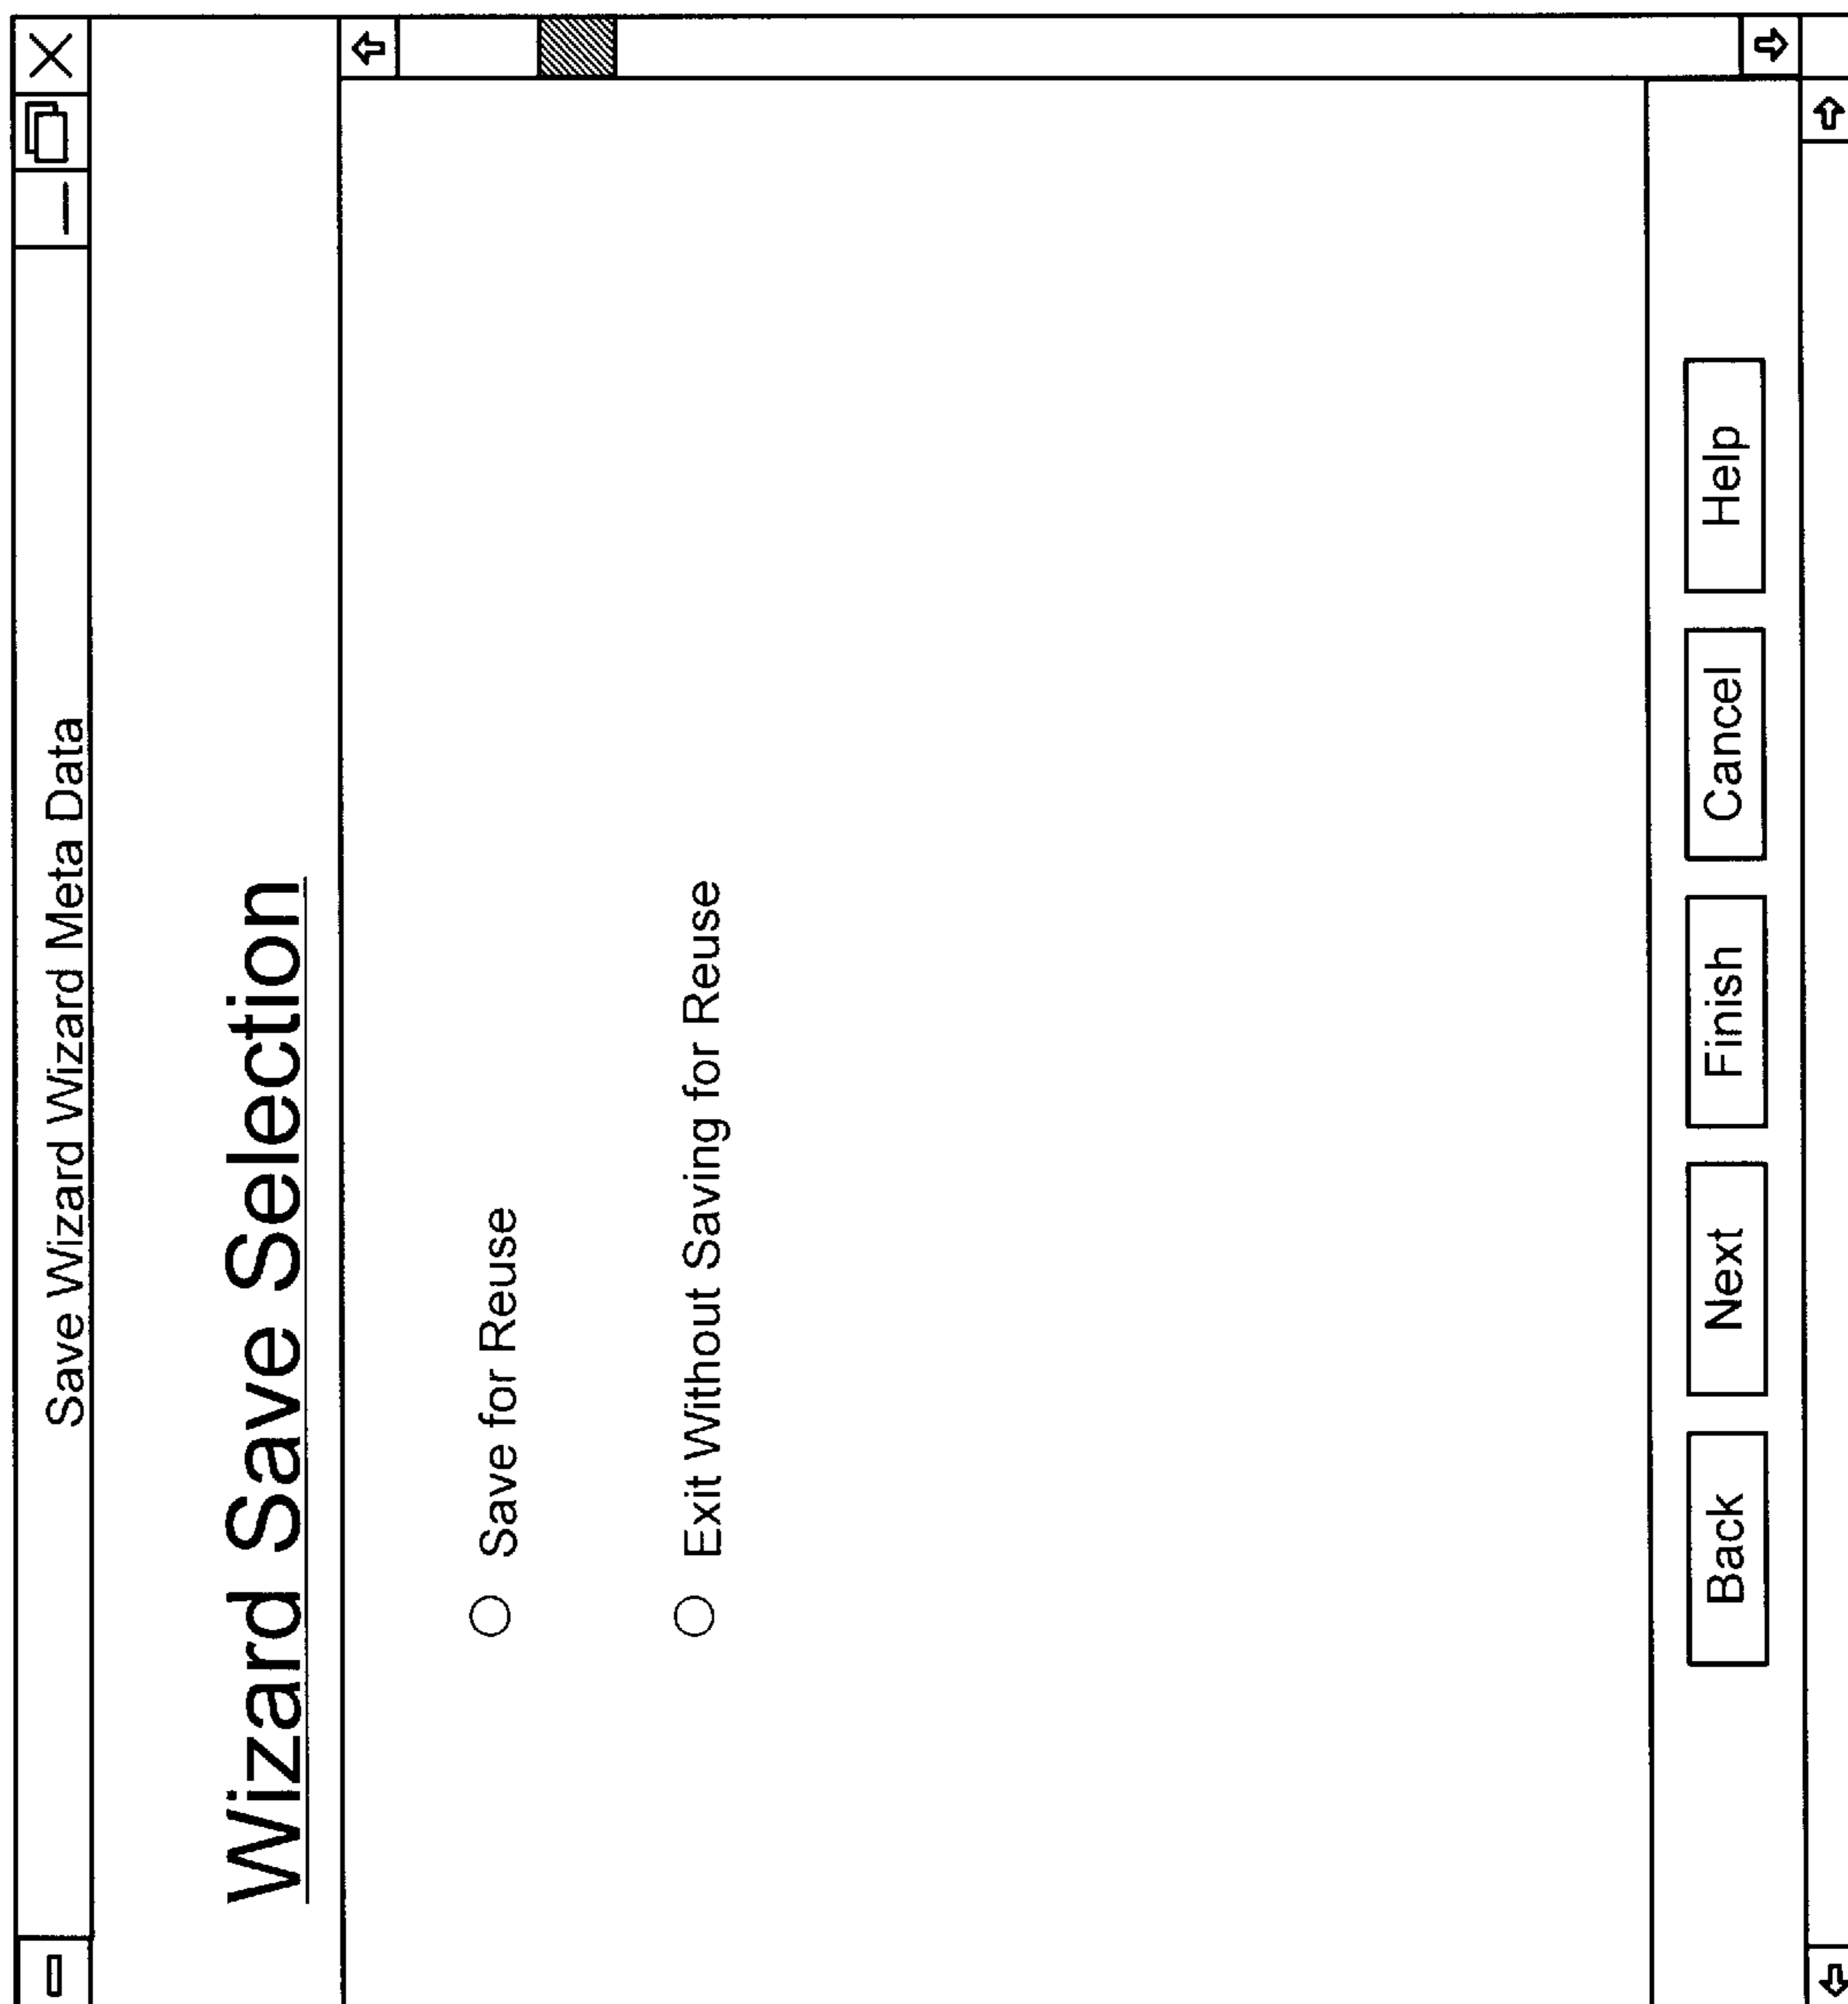 Save Wizard Wizard Meta Data
Wizard Save Selection
Save for Reuse
Exit Without Saving for Reuse
Back Next Finish Cancel Help